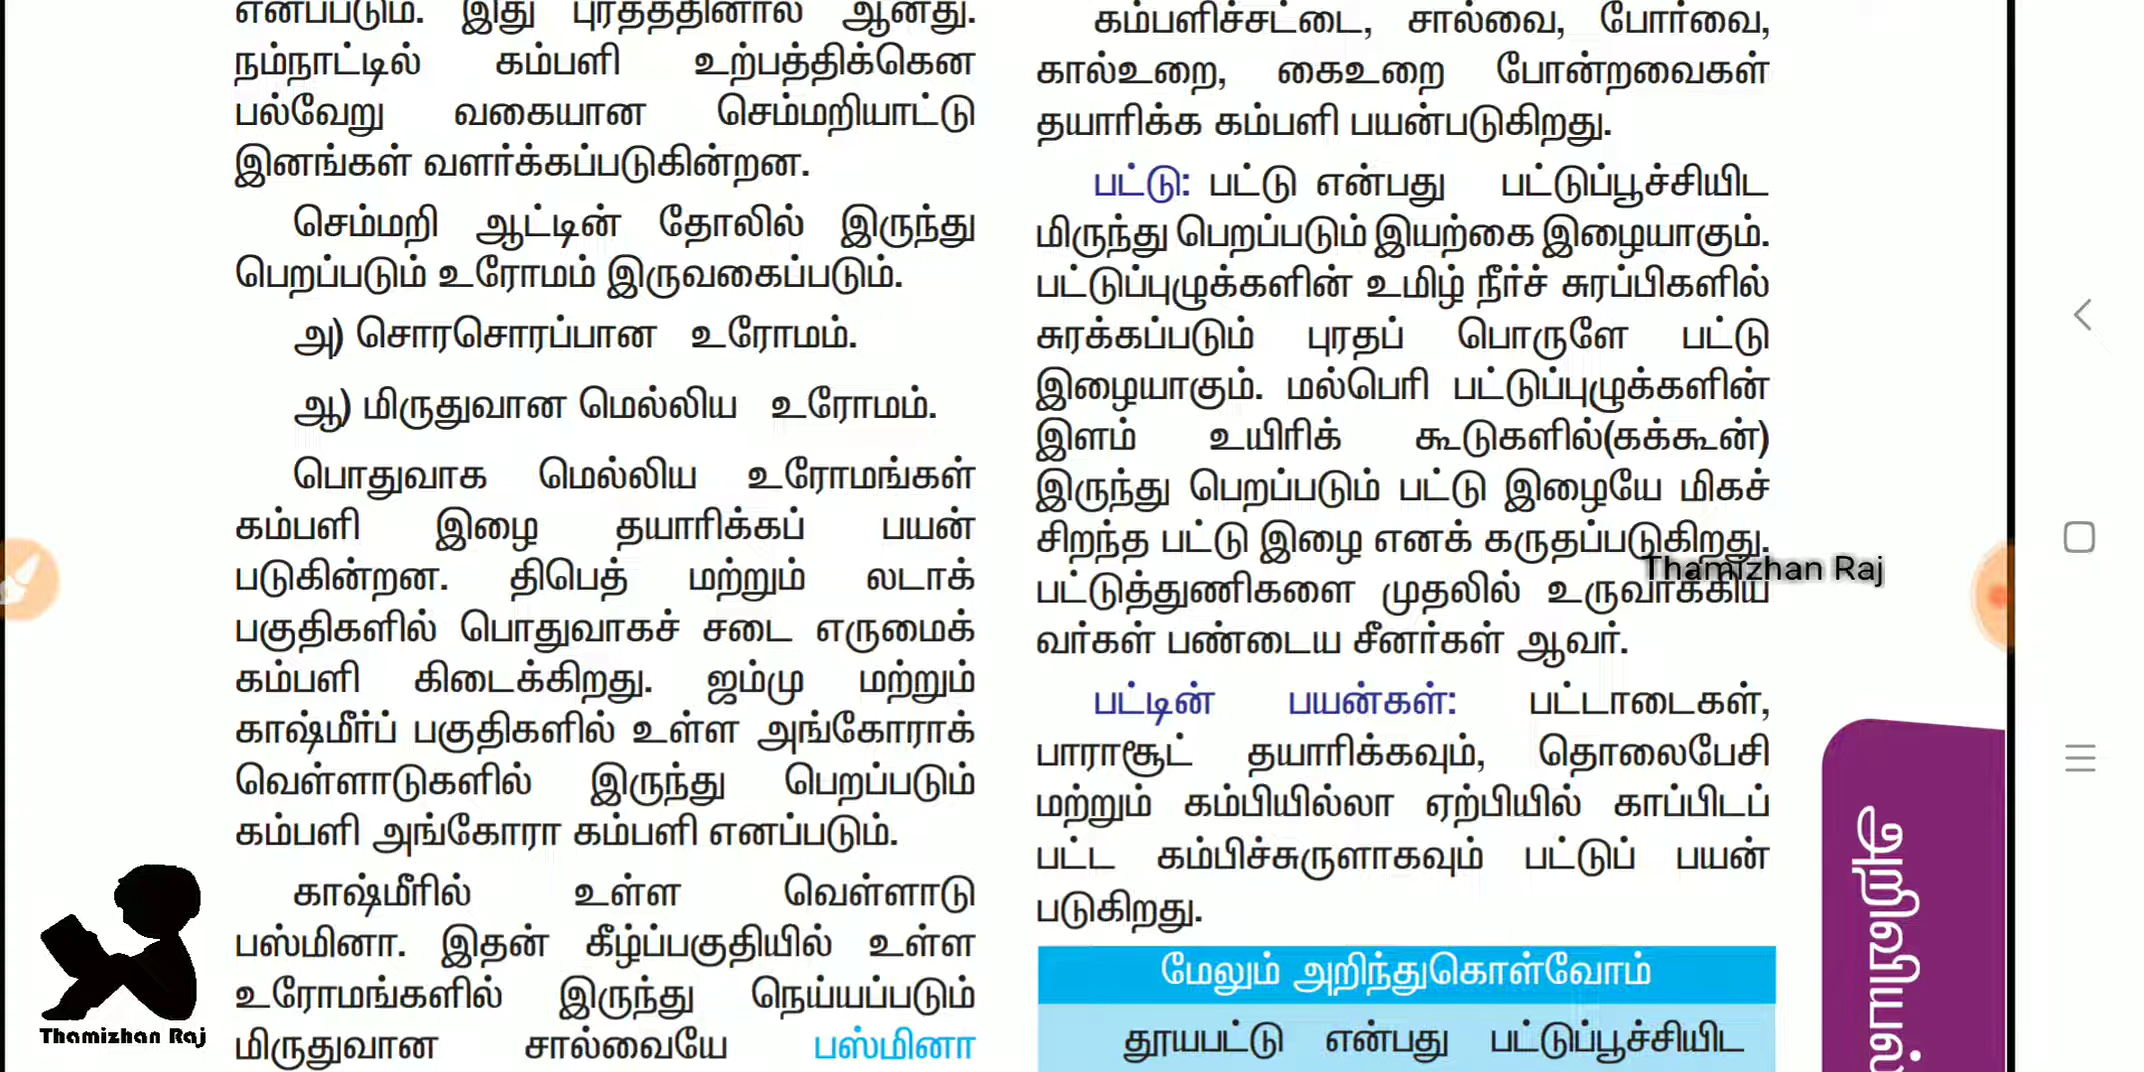 எனப்படும். இது புரதத்தினால் ஆனது.
நம்நாட்டில் கம்பளி உற்பத்திக்கென
பல்வேறு வகையான செம்மறியாட்டு
இனங்கள் வளர்க்கப்படுகின்றன.
செம்மறி ஆட்டின் தோலில் இருந்து
பெறப்படும் உரோமம் இருவகைப்படும்.
அ) சொரசொரப்பான உரோமம்.
ஆ) மிருதுவான மெல்லிய உரோமம்.
பொதுவாக மெல்லிய உரோமங்கள்
கம்பளி இழை தயாரிக்கப் பயன்
படுகின்றன. திபெத் மற்றும் லடாக்
பகுதிகளில் பொதுவாகச் சடை எருமைக்
கம்பளி கிடைக்கிறது. ஜம்மு மற்றும்
காஷ்மீர்ப் பகுதிகளில் உள்ள அங்கோராக்
வெள்ளாடுகளில் இருந்து பெறப்படும்
கம்பளி அங்கோரா கம்பளி எனப்படும்.
காஷ்மீரில் உள்ள வெள்ளாடு
பஸ்மினா. இதன் கீழ்ப்பகுதியில் உள்ள
உரோமங்களில் இருந்து நெய்யப்படும்
மிருதுவான சால்வையே பஸ்மினா
கம்பளிச்சட்டை, சால்வை, போர்வை,
கால்உறை, கைஉறை போன்றவைகள்
தயாரிக்க கம்பளி பயன்படுகிறது.
பட்டு: பட்டு என்பது பட்டுப்பூச்சியிட
மிருந்து பெறப்படும் இயற்கை இழையாகும்.
பட்டுப்புழுக்களின் உமிழ் நீர்ச் சுரப்பிகளில்
சுரக்கப்படும் புரதப் பொருளே பட்டு
இழையாகும். மல்பெரி பட்டுப்புழுக்களின்
இளம் உயிரிக் கூடுகளில்(கக்கூன்)
இருந்து பெறப்படும் பட்டு இழையே மிகச்
சிறந்த பட்டு இழை எனக் கருதப்படுகிறது.
பட்டுத்துணிகளை முதலில் உருவாக்கிய
வர்கள் பண்டைய சீனர்கள் ஆவர்.
பட்டின் பயன்கள்: பட்டாடைகள்,
பாராசூட் தயாரிக்கவும், தொலைபேசி
மற்றும் கம்பியில்லா ஏற்பியில் காப்பிடப்
பட்ட கம்பிச்சுருளாகவும் பட்டுப் பயன்
படுகிறது.
மேலும் அறிந்துகொள்வோம்
தூயபட்டு என்பது பட்டுப்பூச்சியிட
Thamizhan Raj
அறிவியல்
Thamizhan Raj